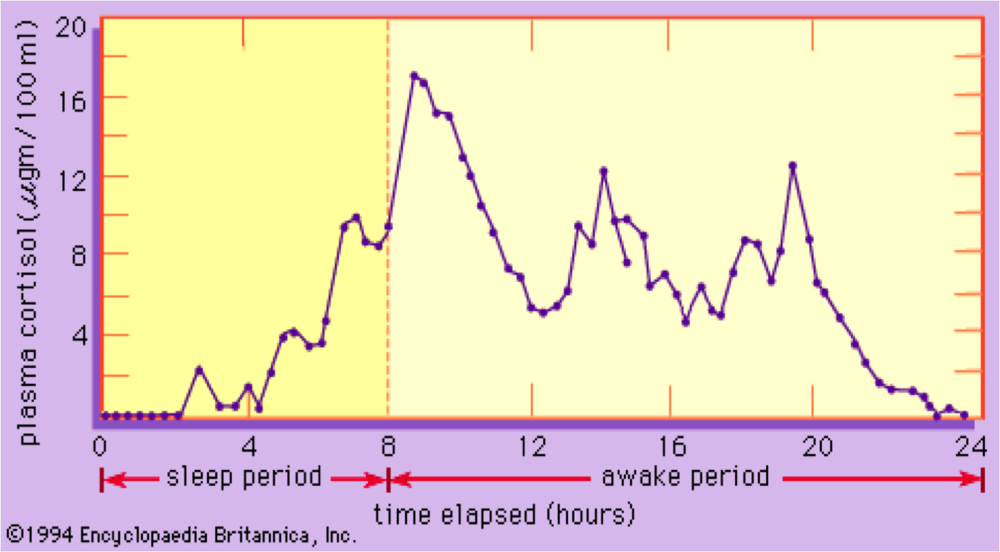 plasma cortisol (µgm/100 ml)
20
16
12
8
4
0 4 8 12 16 20 24
sleep period awake period
time elapsed (hours)
©1994 Encyclopaedia Britannica, Inc.